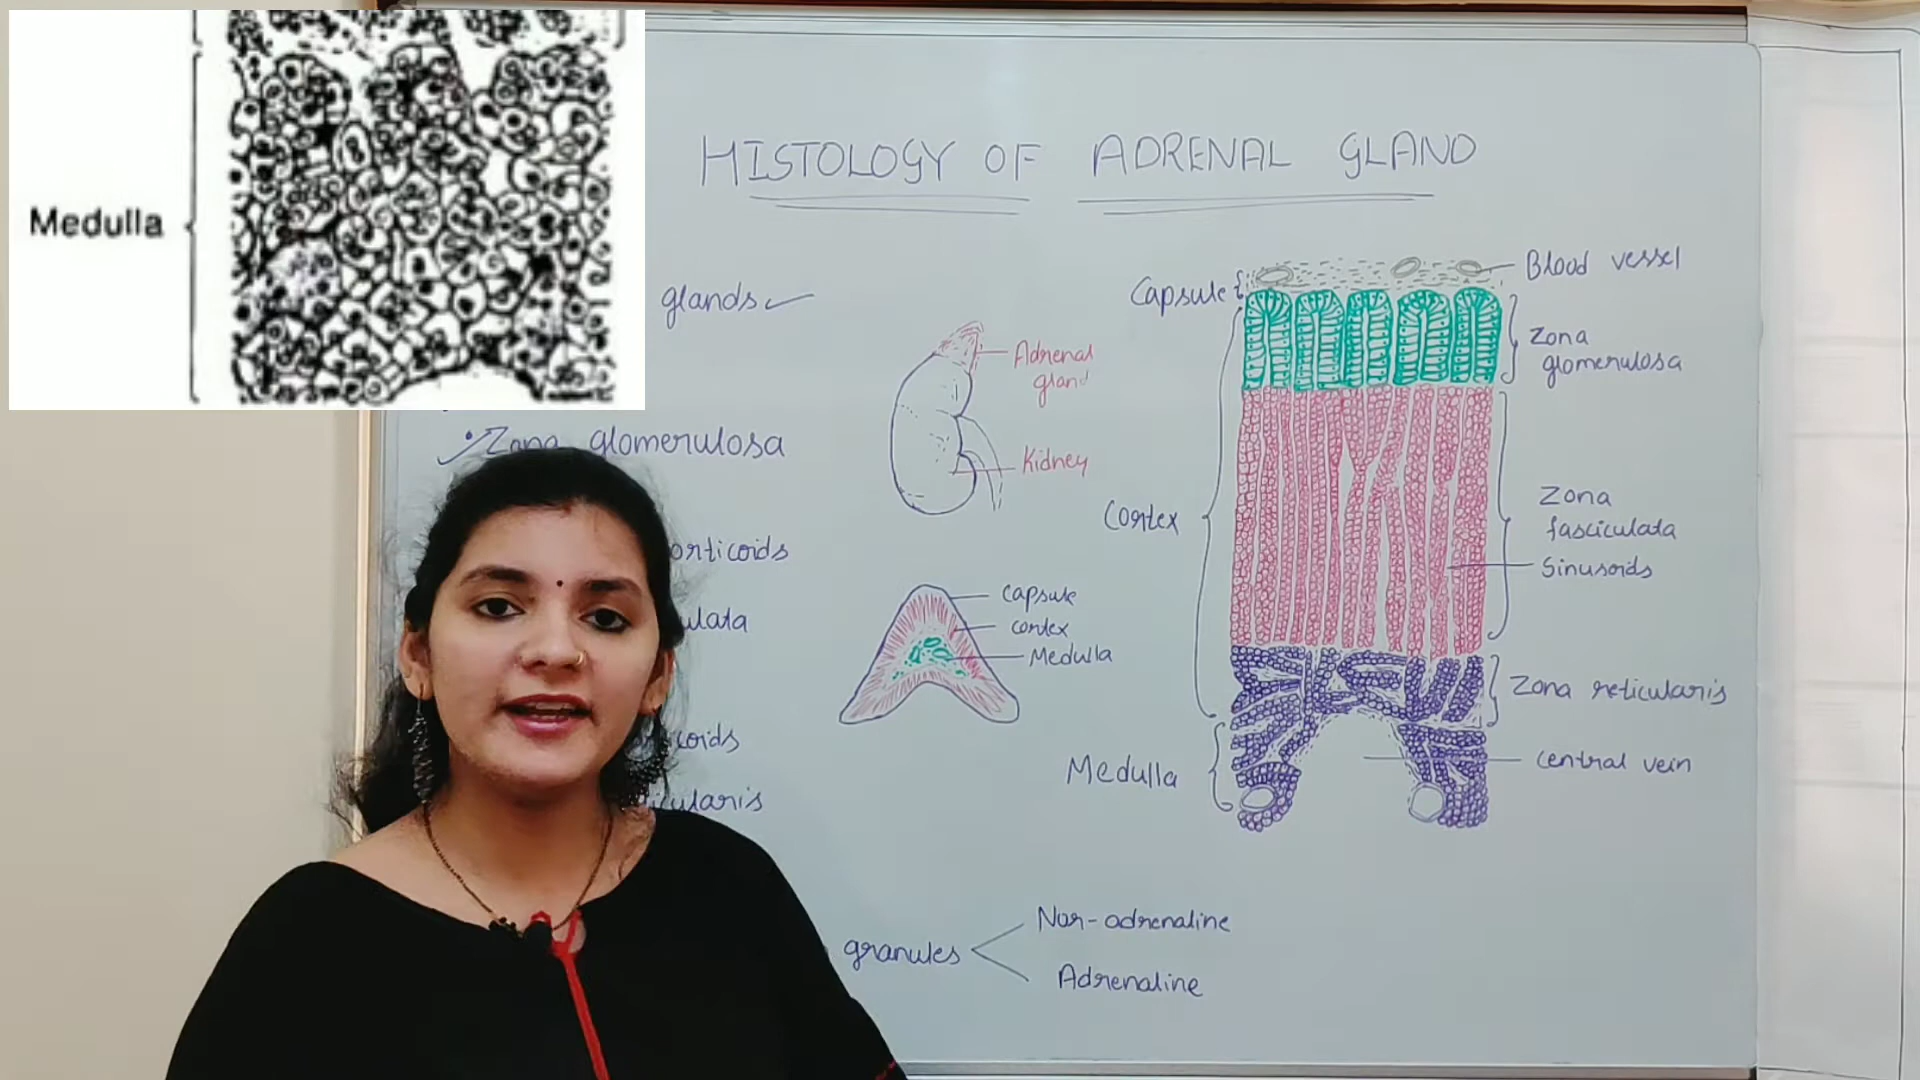 Medulla
HISTOLOGY OF ADRENAL GLAND
glands
Zona glomerulosa
orticoids
ulata
coids
cularis
Adrenal
gland
Kidney
capsule
cortex
Medulla
granules
Nor-adrenaline
Adrenaline
Capsule
Blood vessel
Zona
glomerulosa
Cortex
Zona
fasciculata
Sinusoids
Zona reticularis
Medulla
Central vein